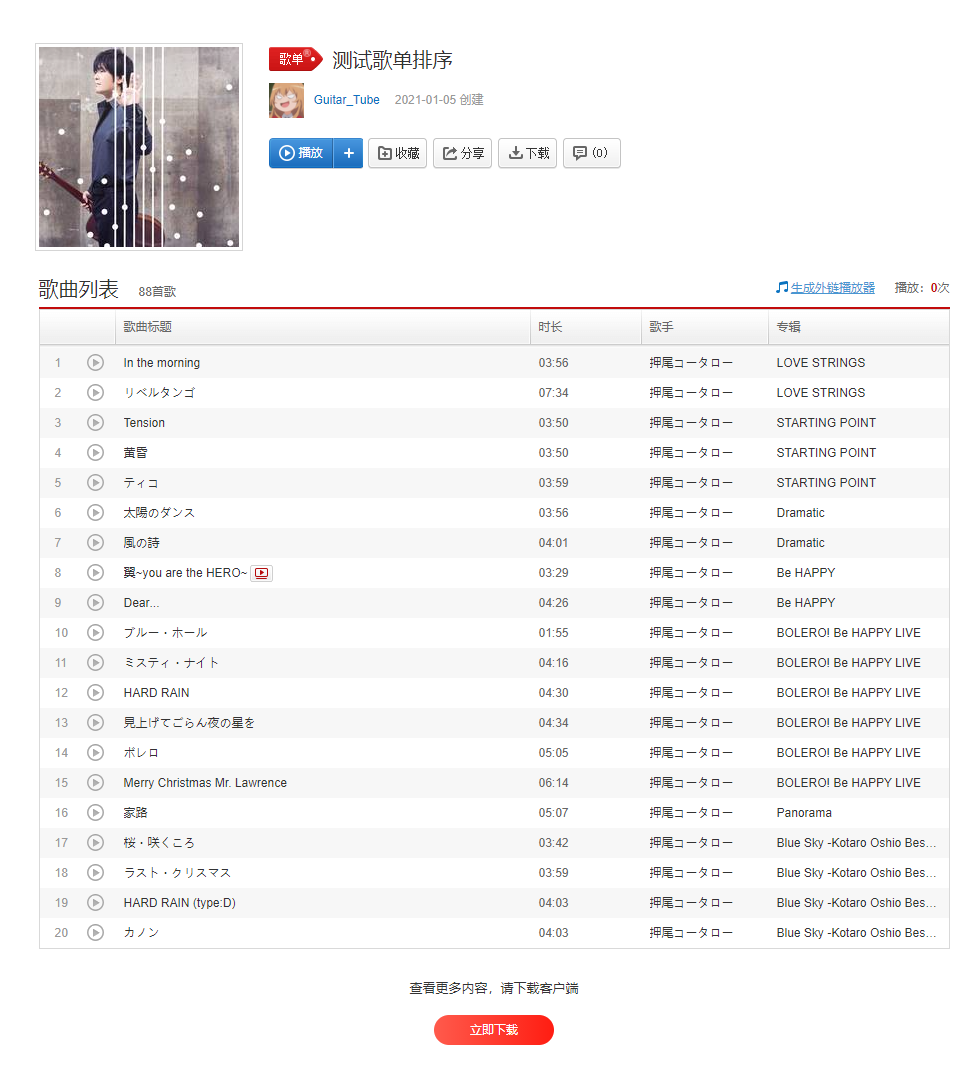 歌单 测试歌单排序
Guitar_Tube 2021-01-05 创建
播放 + 收藏 分享 下载 (0)
歌曲列表 88首歌 生成外链播放器 播放：0次
歌曲标题 时长 歌手 专辑
1 In the morning 03:56 押尾コータロー LOVE STRINGS
2 リベルタンゴ 07:34 押尾コータロー LOVE STRINGS
3 Tension 03:50 押尾コータロー STARTING POINT
4 黄昏 03:50 押尾コータロー STARTING POINT
5 ティコ 03:59 押尾コータロー STARTING POINT
6 太陽のダンス 03:56 押尾コータロー Dramatic
7 風の詩 04:01 押尾コータロー Dramatic
8 翼~you are the HERO~ 03:29 押尾コータロー Be HAPPY
9 Dear... 04:26 押尾コータロー Be HAPPY
10 ブルー・ホール 01:55 押尾コータロー BOLERO! Be HAPPY LIVE
11 ミスティ・ナイト 04:16 押尾コータロー BOLERO! Be HAPPY LIVE
12 HARD RAIN 04:30 押尾コータロー BOLERO! Be HAPPY LIVE
13 見上げてごらん夜の星を 04:34 押尾コータロー BOLERO! Be HAPPY LIVE
14 ボレロ 05:05 押尾コータロー BOLERO! Be HAPPY LIVE
15 Merry Christmas Mr. Lawrence 06:14 押尾コータロー BOLERO! Be HAPPY LIVE
16 家路 05:07 押尾コータロー Panorama
17 桜・咲くころ 03:42 押尾コータロー Blue Sky -Kotaro Oshio Bes...
18 ラスト・クリスマス 03:59 押尾コータロー Blue Sky -Kotaro Oshio Bes...
19 HARD RAIN (type:D) 04:03 押尾コータロー Blue Sky -Kotaro Oshio Bes...
20 カノン 04:03 押尾コータロー Blue Sky -Kotaro Oshio Bes...
查看更多内容，请下载客户端
立即下载